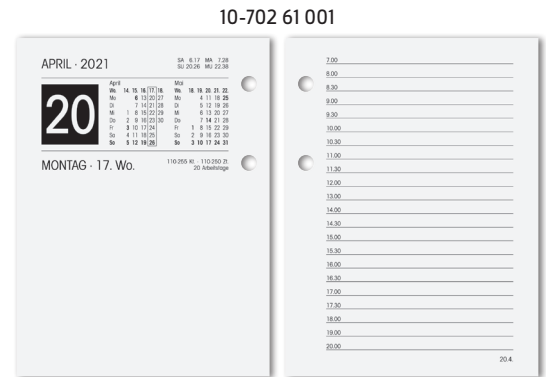 10-702 61 001
APRIL · 2021
SA 6.17 MA 7.28
SU 20.26 MU 22.38
20
April
Wo. 14. 15. 16. 17. 18.
Mo 6 13 20 27
Di 7 14 21 28
Mi 1 8 15 22 29
Do 2 9 16 23 30
Fr 3 10 17 24
Sa 4 11 18 25
So 5 12 19 26
Mai
Wo. 18. 19. 20. 21. 22.
Mo 4 11 18 25
Di 5 12 19 26
Mi 6 13 20 27
Do 7 14 21 28
Fr 1 8 15 22 29
Sa 2 9 16 23 30
So 3 10 17 24 31
MONTAG · 17. Wo.
110-255 Kt. · 110-250 Zt.
20 Arbeitstage
7.00
8.00
8.30
9.00
9.30
10.00
10.30
11.00
11.30
12.00
13.00
14.00
14.30
15.00
15.30
16.00
16.30
17.00
17.30
18.00
19.00
20.00
20.4.